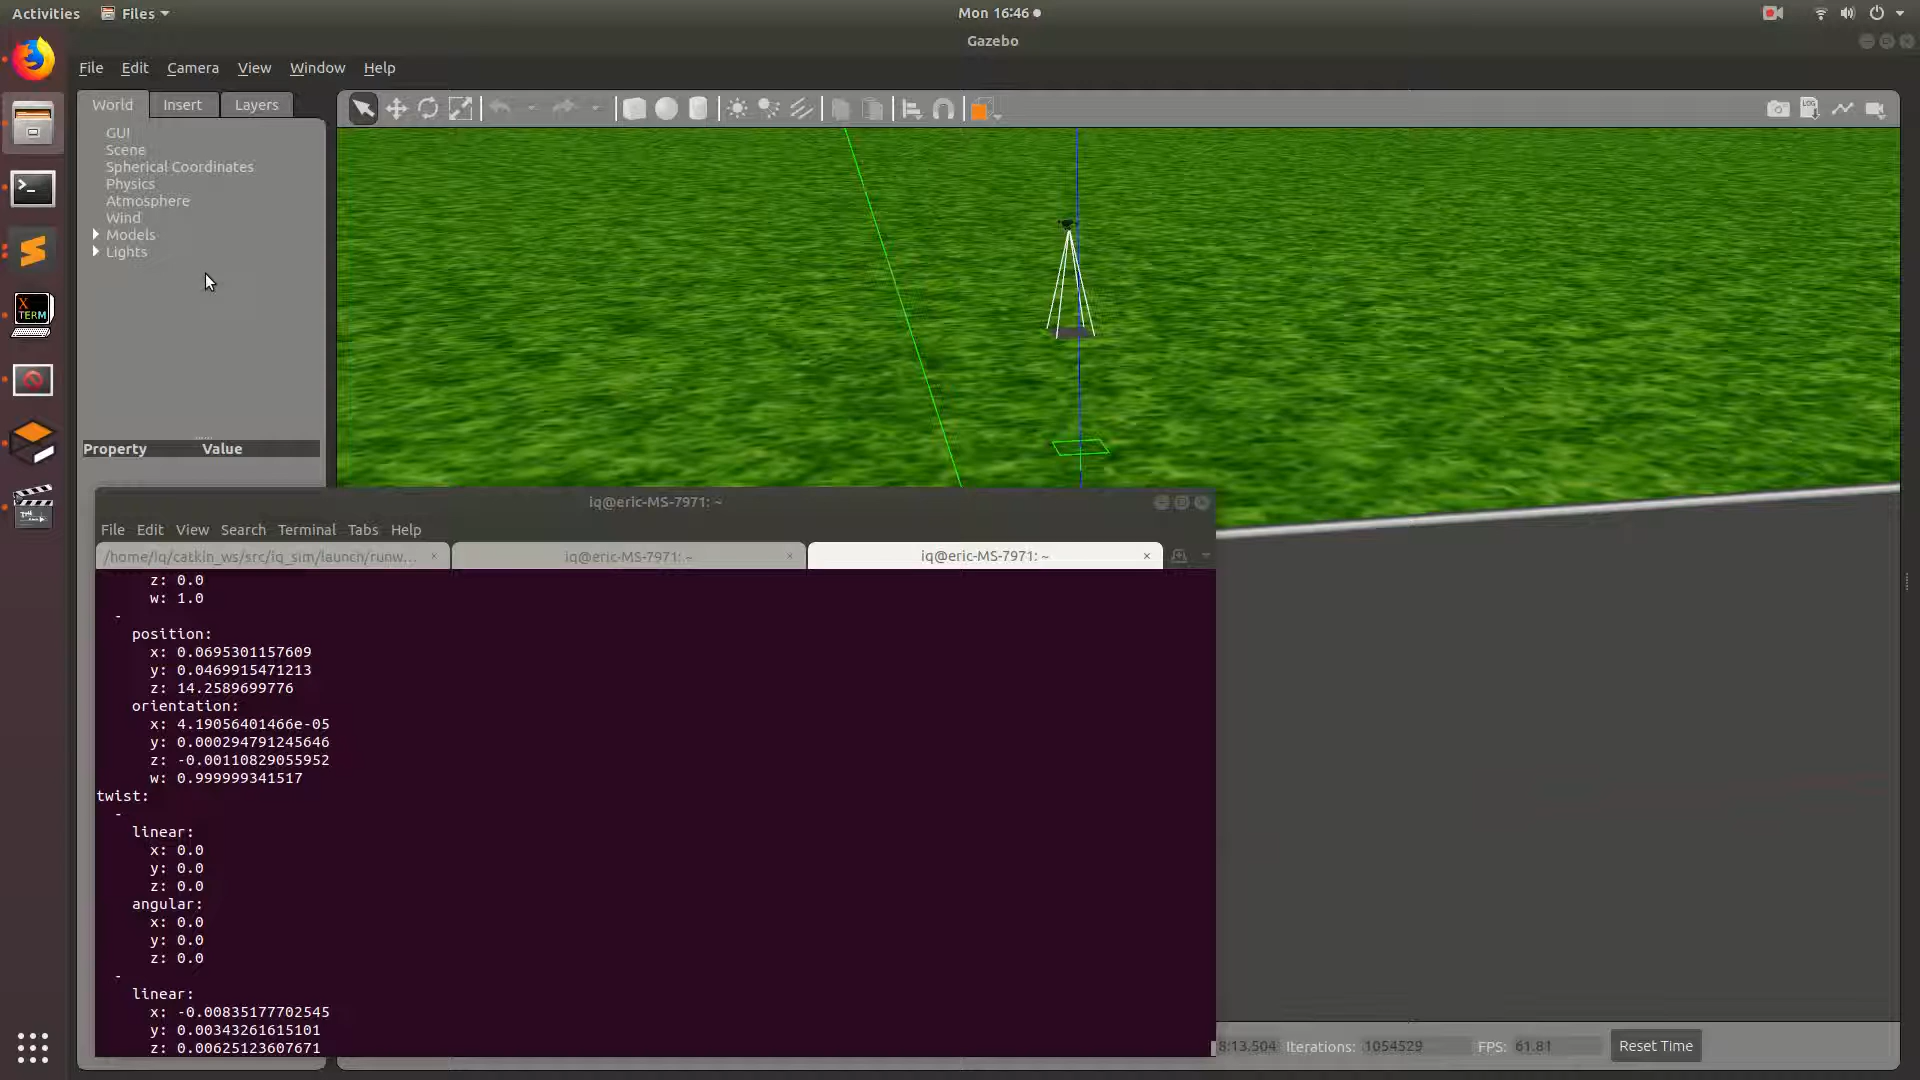 Activities
Files
Mon 16:46
Gazebo
File Edit Camera View Window Help
World Insert Layers
GUI
Scene
Spherical Coordinates
Physics
Atmosphere
Wind
Models
Lights
LOG
Property Value
X
TERM
iq@eric-MS-7971: ~
File Edit View Search Terminal Tabs Help
/home/iq/catkin_ws/src/iq_sim/launch/runw... ×
iq@eric-MS-7971: ~ ×
iq@eric-MS-7971: ~ ×
z: 0.0
w: 1.0
-
position:
x: 0.0695301157609
y: 0.0469915471213
z: 14.2589699776
orientation:
x: 4.19056401466e-05
y: 0.000294791245646
z: -0.00110829055952
w: 0.999999341517
twist:
-
linear:
x: 0.0
y: 0.0
z: 0.0
angular:
x: 0.0
y: 0.0
z: 0.0
-
linear:
x: -0.00835177702545
y: 0.00343261615101
z: 0.00625123607671
8:13.504 Iterations: 1054529 FPS: 61.81 Reset Time